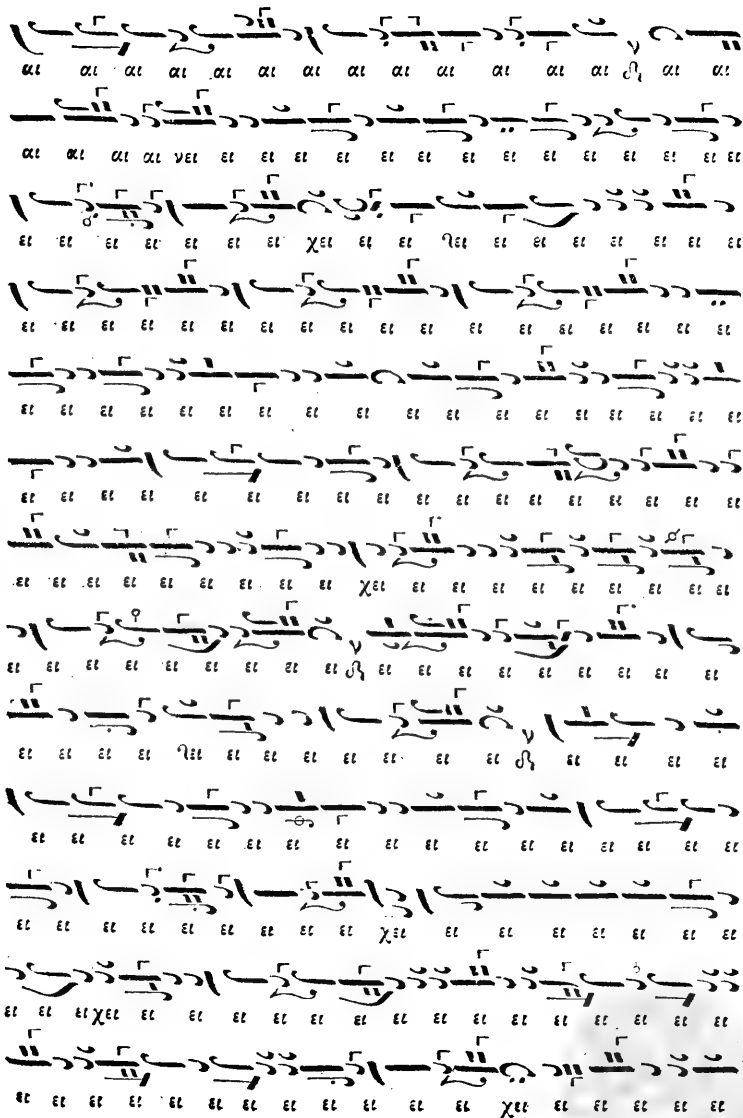 αι αι αι αι αι αι αι αι αι αι αι αι αι ν αι αι
αι αι αι αι νει ει ει ει ει ει ει ει ει ει ει ει ει ει ει
ει ει ει ει ει ει ει χει ει ει γει ει ει ει ει ει ει
ει ει ει ει ει ει ει ει ει ει ει ει ει ει ει ει ει ει
ει ει ει ει ει ει ει ει ει ει ει ει ει ει ει ει ει ει
ει ει ει ει ει ει ει ει ει ει ει ει ει ει ει ει ει ει
ει ει ει ει ει ει ει ει ει χει ει ει ει ει ει ει ει ει ει
ει ει ει ει ει ει ει ει ει ν ει ει ει ει ει ει ει ει ει
ει ει ει ει γει ει ει ει ει ει ει ει ν ει ει ει ει
ει ει ει ει ει ει ει ει ει ει ει ει ει ει ει ει ει
ει ει ει ει ει ει ει ει ει χει ει ει ει ει ει ει ει
ει ει ει χει ει ει ει ει ει ει ει ει ει ει ει ει ει ει ει
ει ει ει ει ει ει ει ει ει ει ει ει χει ει ει ει ει ει